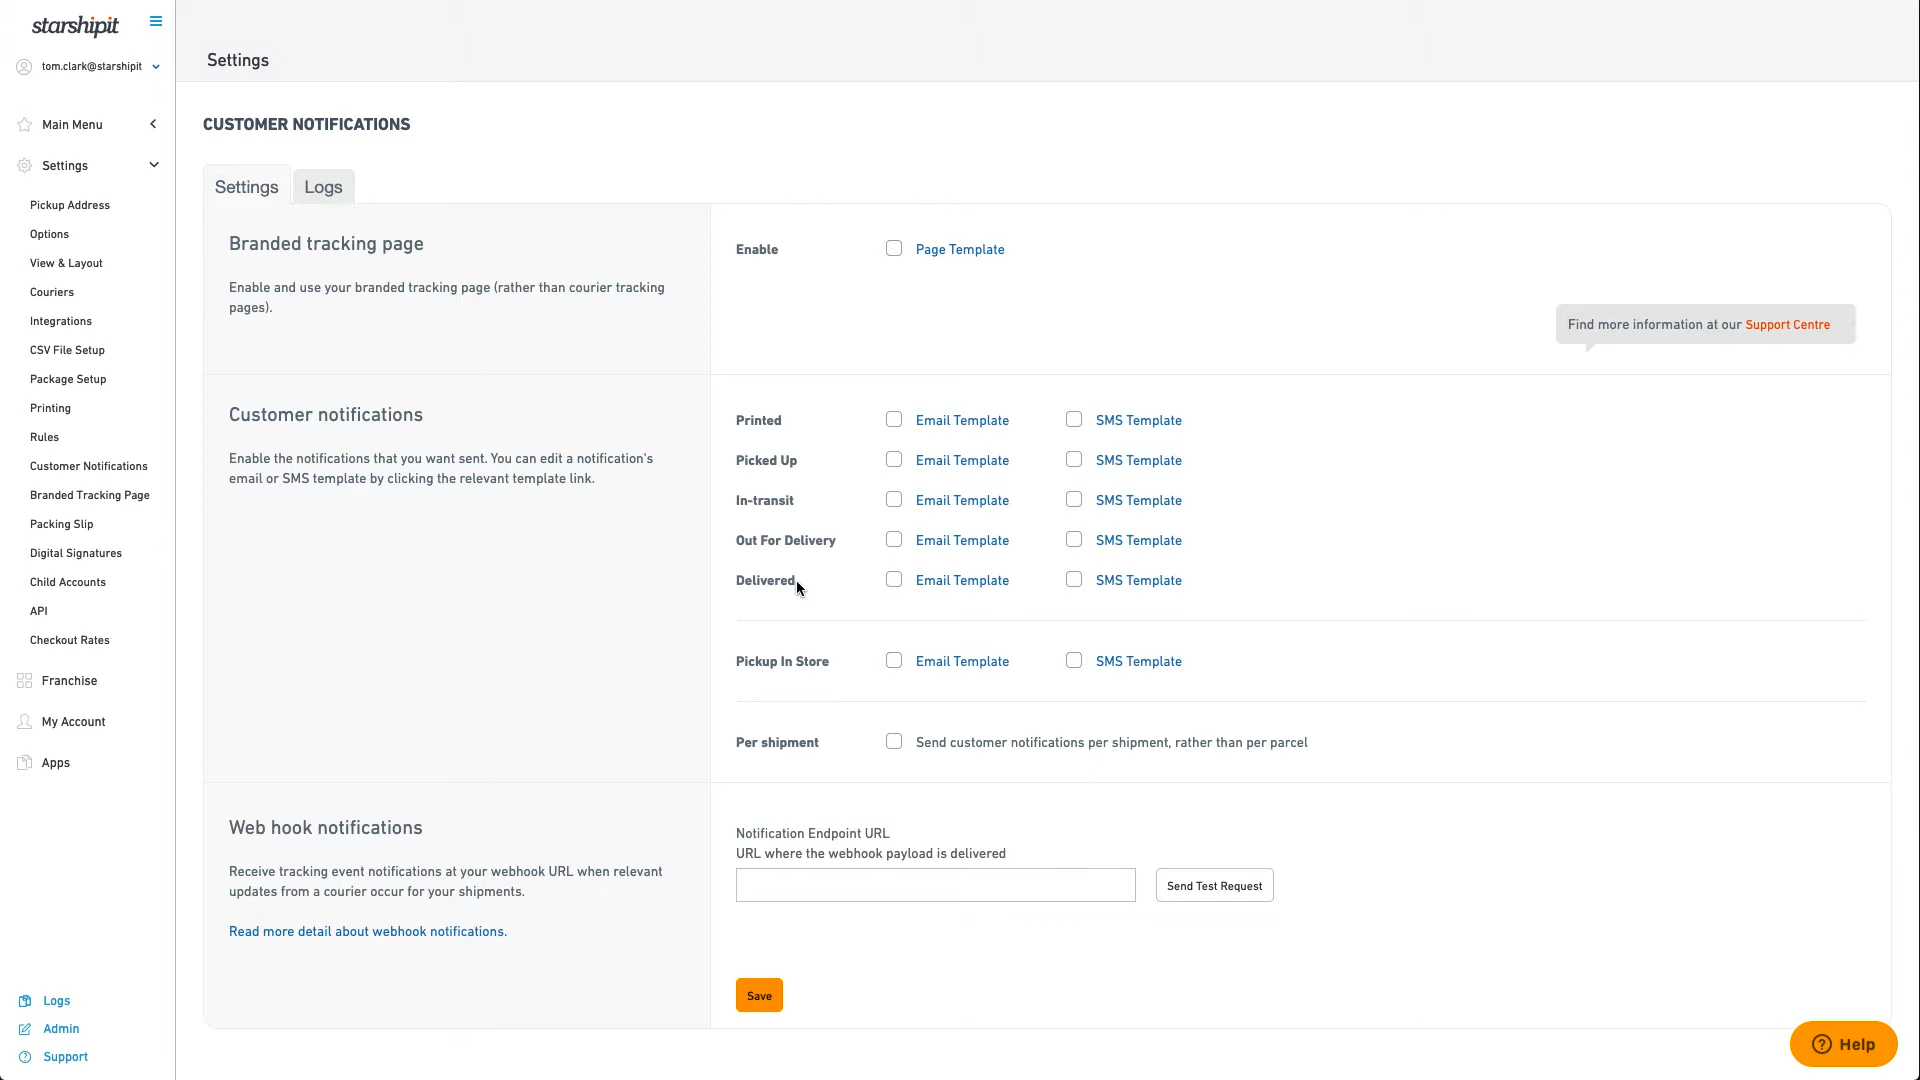 starshipit
tom.clark@starshipit
Main Menu
Settings
Pickup Address
Options
View & Layout
Couriers
Integrations
CSV File Setup
Package Setup
Printing
Rules
Customer Notifications
Branded Tracking Page
Packing Slip
Digital Signatures
Child Accounts
API
Checkout Rates
Franchise
My Account
Apps
Logs
Admin
Support
Settings
CUSTOMER NOTIFICATIONS
Settings Logs
Branded tracking page
Enable and use your branded tracking page (rather than courier tracking
pages).
Enable Page Template
Find more information at our Support Centre
Customer notifications
Enable the notifications that you want sent. You can edit a notification's
email or SMS template by clicking the relevant template link.
Printed Email Template SMS Template
Picked Up Email Template SMS Template
In-transit Email Template SMS Template
Out For Delivery Email Template SMS Template
Delivered Email Template SMS Template
Pickup In Store Email Template SMS Template
Per shipment Send customer notifications per shipment, rather than per parcel
Web hook notifications
Receive tracking event notifications at your webhook URL when relevant
updates from a courier occur for your shipments.
Read more detail about webhook notifications.
Notification Endpoint URL
URL where the webhook payload is delivered
Send Test Request
Save
Help